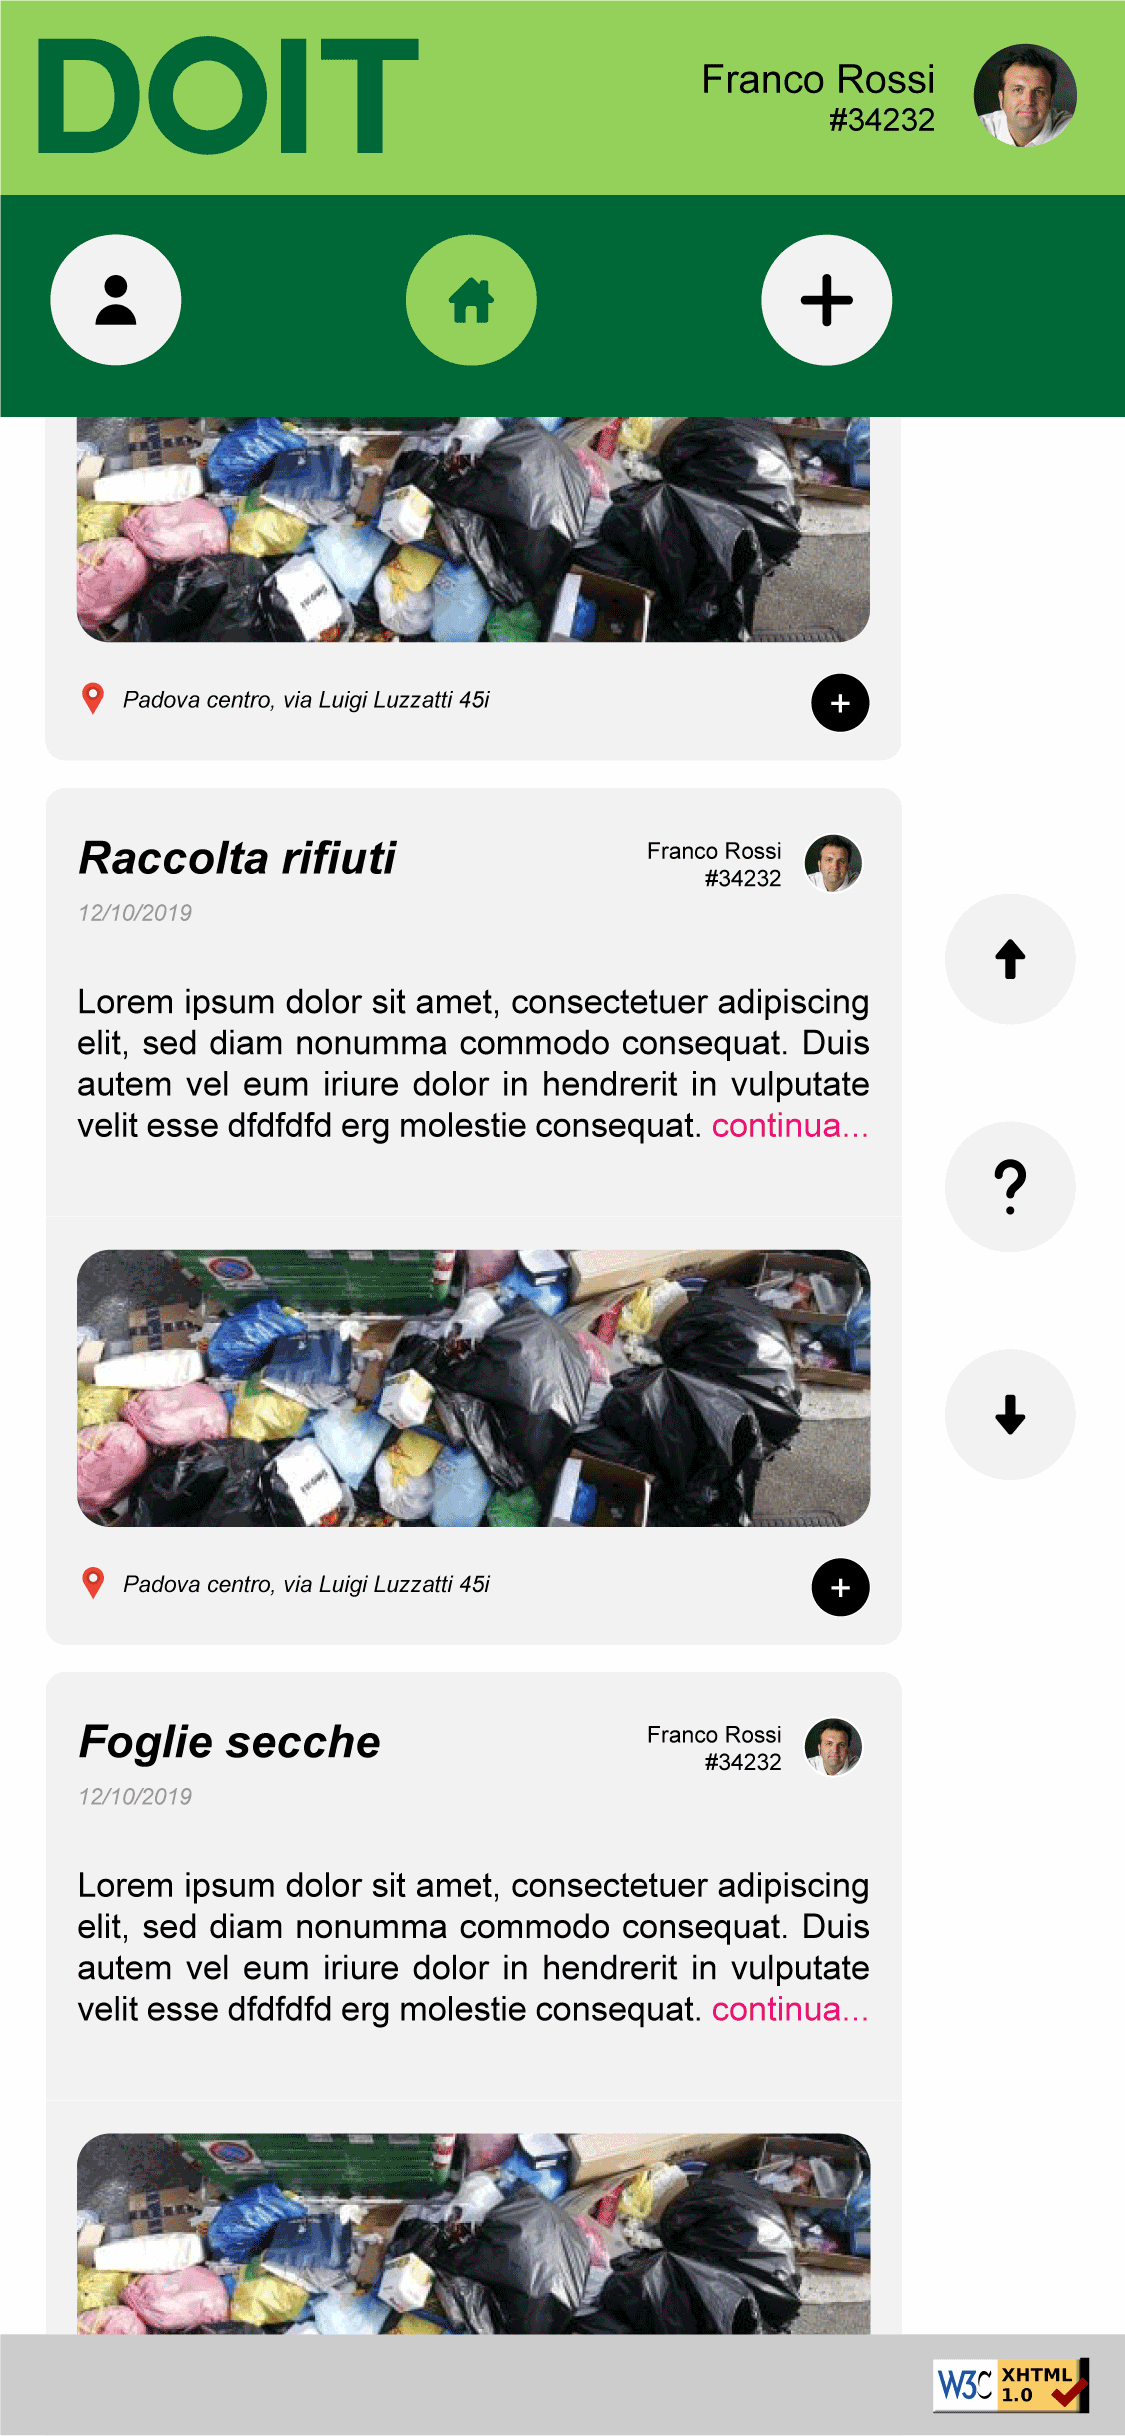 DOIT
Franco Rossi
#34232
Padova centro, via Luigi Luzzatti 45i
Raccolta rifiuti
Franco Rossi
#34232
12/10/2019
Lorem ipsum dolor sit amet, consectetuer adipiscing
elit, sed diam nonumma commodo consequat. Duis
autem vel eum iriure dolor in hendrerit in vulputate
velit esse dfdfdfd erg molestie consequat. continua...
Padova centro, via Luigi Luzzatti 45i
Foglie secche
Franco Rossi
#34232
12/10/2019
Lorem ipsum dolor sit amet, consectetuer adipiscing
elit, sed diam nonumma commodo consequat. Duis
autem vel eum iriure dolor in hendrerit in vulputate
velit esse dfdfdfd erg molestie consequat. continua...
W3C XHTML
1.0